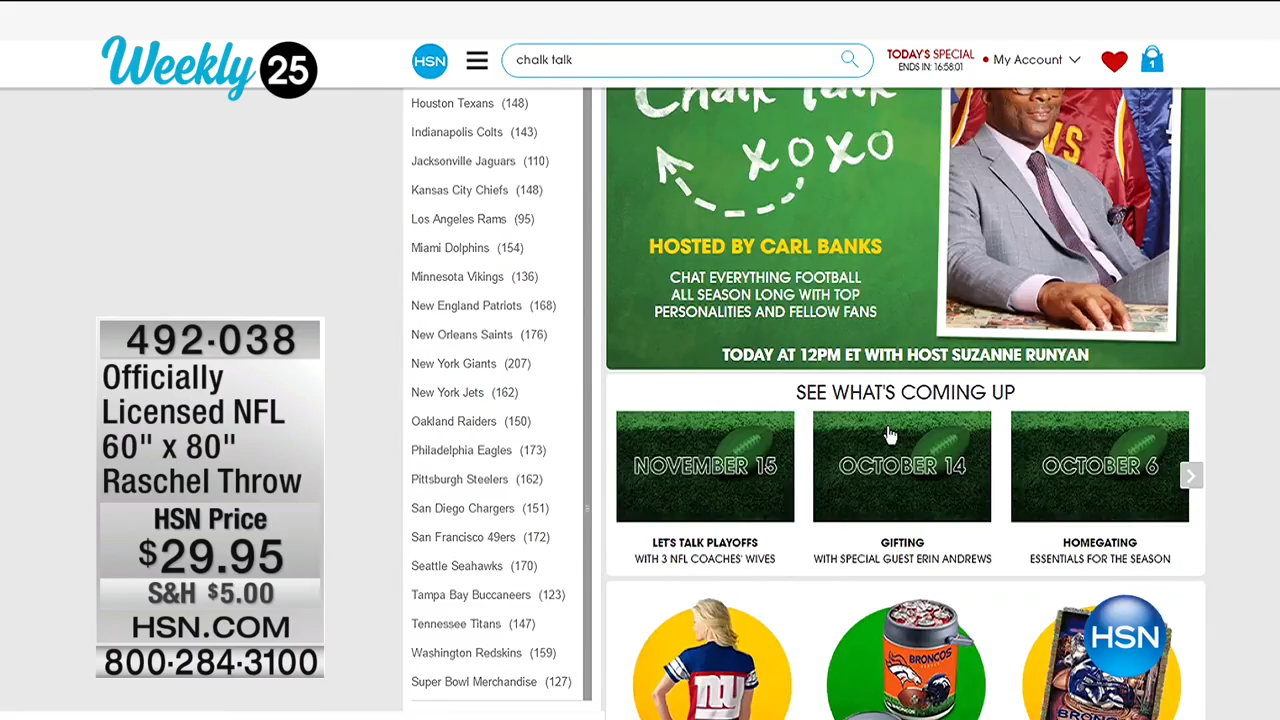 Weekly 25
HSN
chalk talk
TODAY'S SPECIAL
ENDS IN: 16:58:01
My Account
1
Houston Texans (148)
Indianapolis Colts (143)
Jacksonville Jaguars (110)
Kansas City Chiefs (148)
Los Angeles Rams (95)
Miami Dolphins (154)
Minnesota Vikings (136)
New England Patriots (168)
New Orleans Saints (176)
New York Giants (207)
New York Jets (162)
Oakland Raiders (150)
Philadelphia Eagles (173)
Pittsburgh Steelers (162)
San Diego Chargers (151)
San Francisco 49ers (172)
Seattle Seahawks (170)
Tampa Bay Buccaneers (123)
Tennessee Titans (147)
Washington Redskins (159)
Super Bowl Merchandise (127)
Chalk Talk
XOXO
HOSTED BY CARL BANKS
CHAT EVERYTHING FOOTBALL
ALL SEASON LONG WITH TOP
PERSONALITIES AND FELLOW FANS
TODAY AT 12PM ET WITH HOST SUZANNE RUNYAN
SEE WHAT'S COMING UP
NOVEMBER 15
LET'S TALK PLAYOFFS
WITH 3 NFL COACHES' WIVES
OCTOBER 14
GIFTING
WITH SPECIAL GUEST ERIN ANDREWS
OCTOBER 6
HOMEGATING
ESSENTIALS FOR THE SEASON
ny
BRONCOS
BRONCOS
HSN
492-038
Officially
Licensed NFL
60" x 80"
Raschel Throw
HSN Price
$29.95
S&H $5.00
HSN.COM
800-284-3100